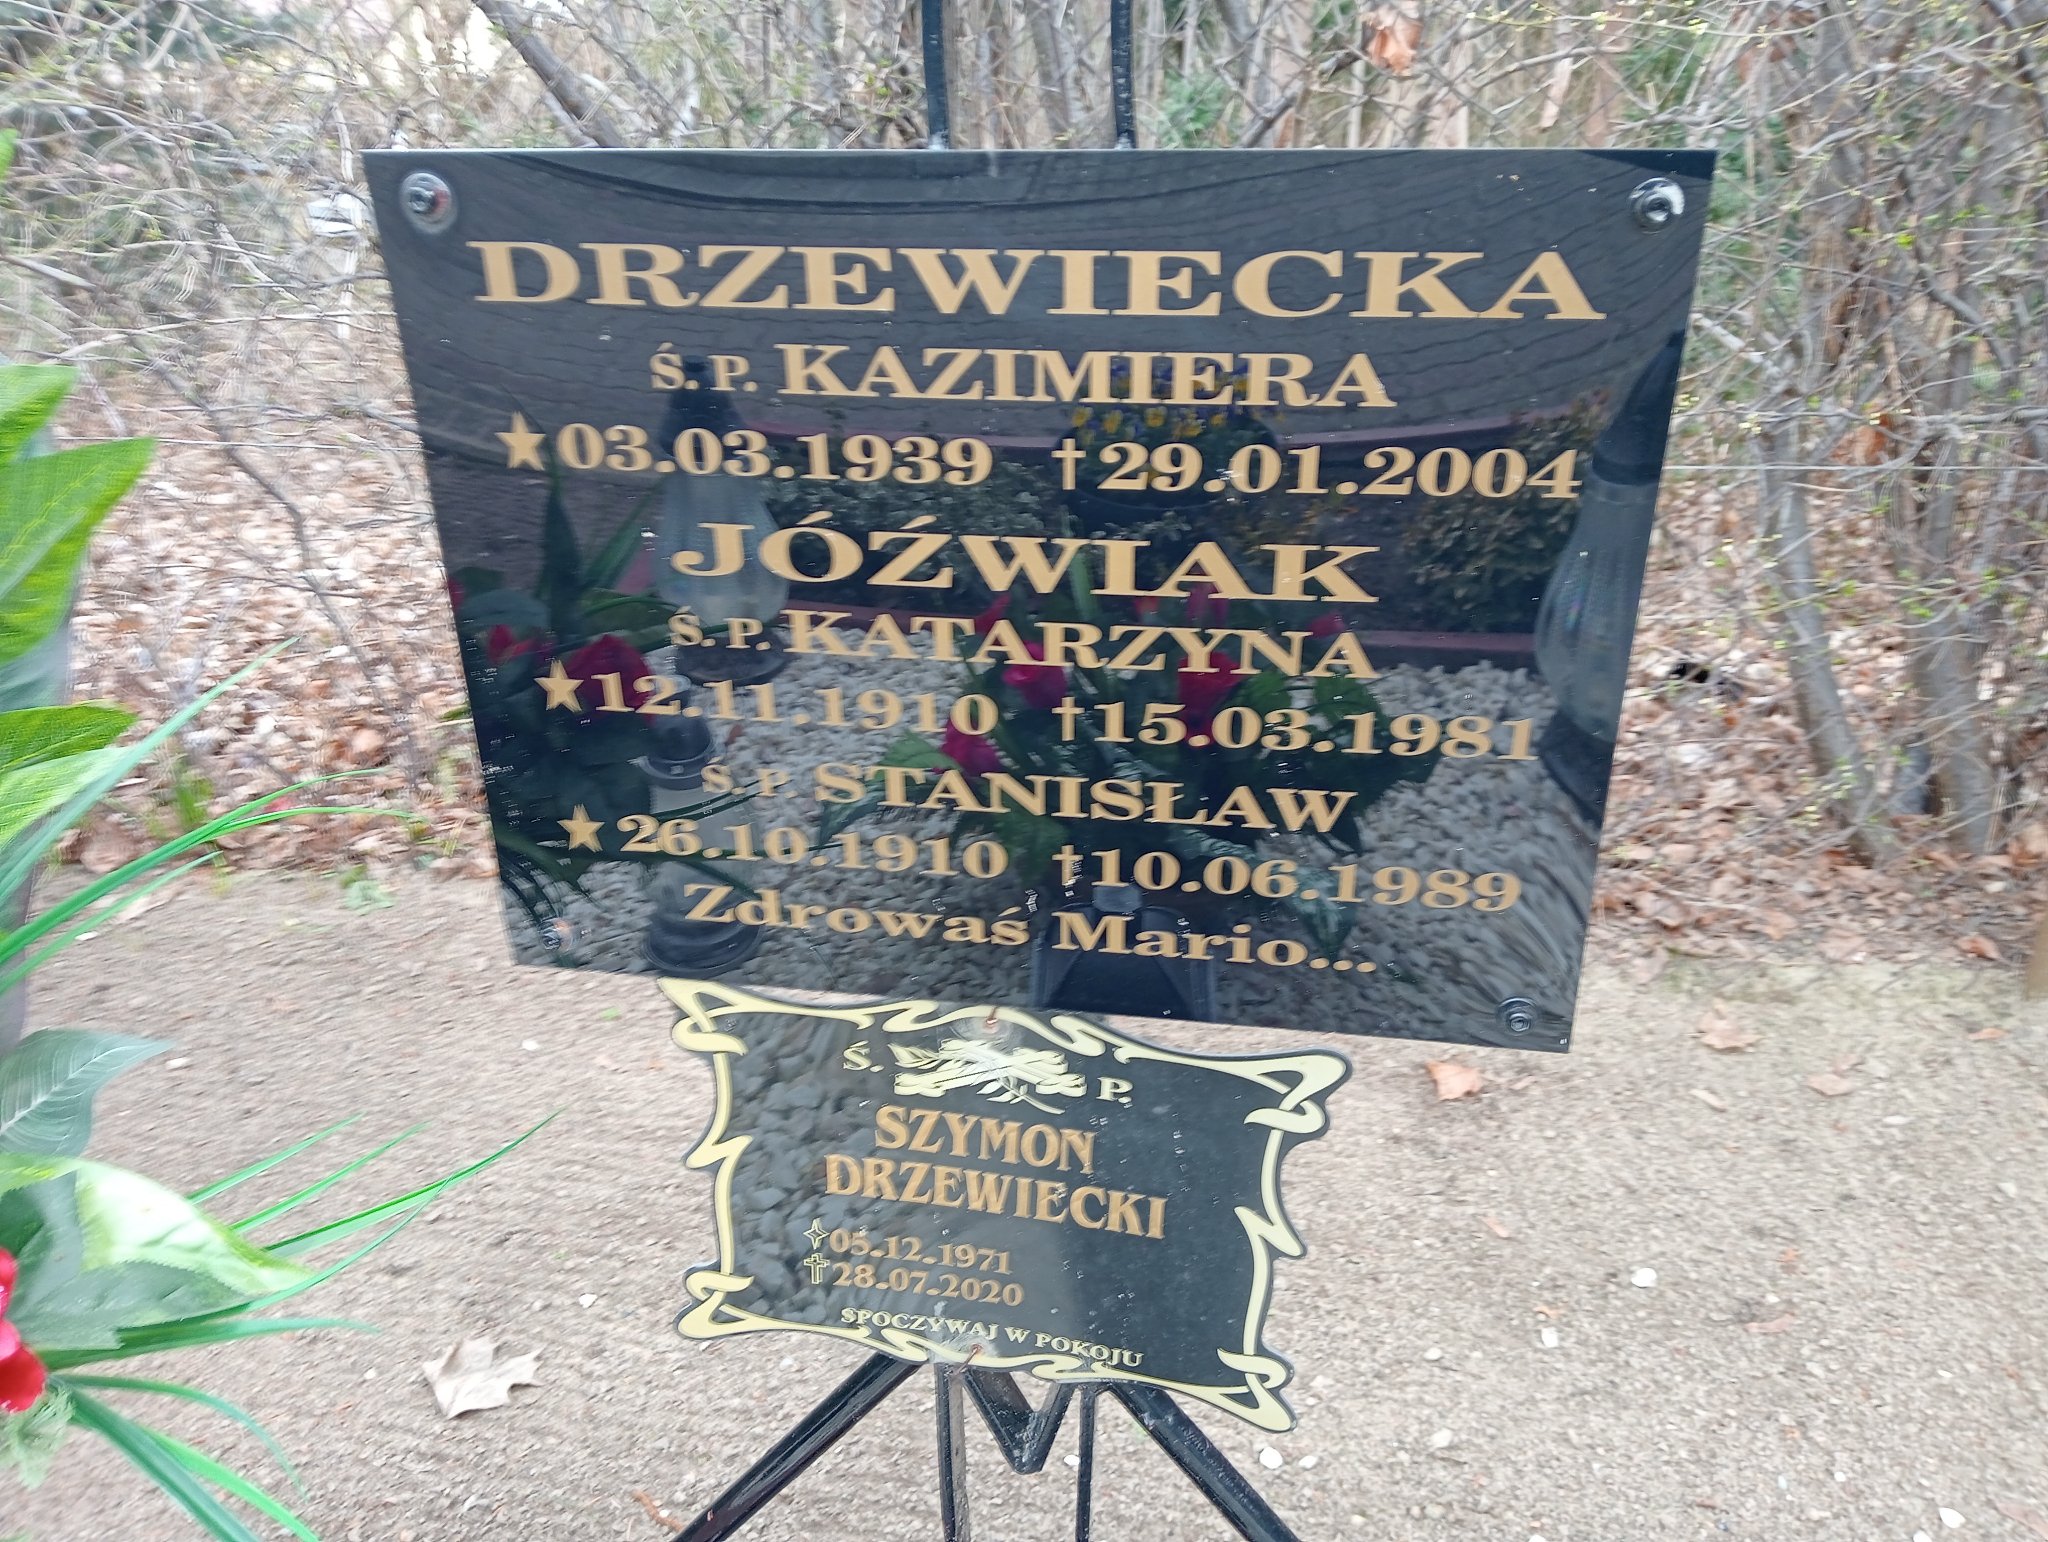 DRZEWIECKA
Ś. P. KAZIMIERA
★03.03.1939 †29.01.2004
JÓŹWIAK
Ś. P. KATARZYNA
★12.11.1910 †15.03.1981
Ś. P. STANISŁAW
★26.10.1910 †10.06.1989
Zdrowaś Mario...
Ś. P.
SZYMON
DRZEWIECKI
✧05.12.1971
✝28.07.2020
SPOCZYWAJ W POKOJU